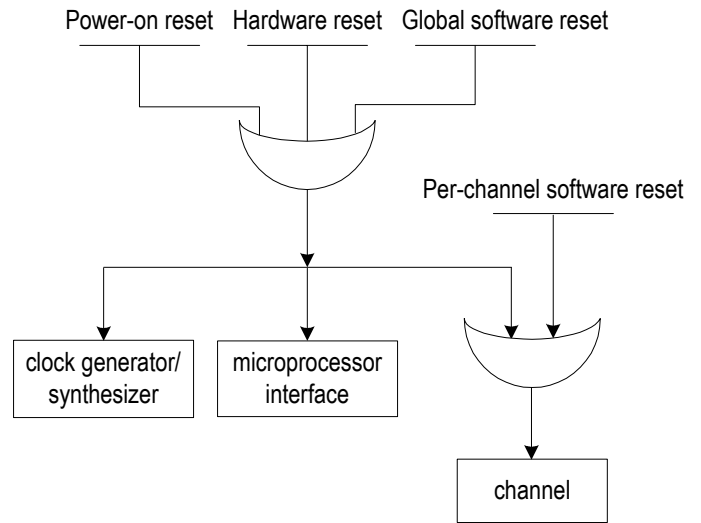 Power-on reset
Hardware reset
Global software reset
Per-channel software reset
clock generator/
synthesizer
microprocessor
interface
channel